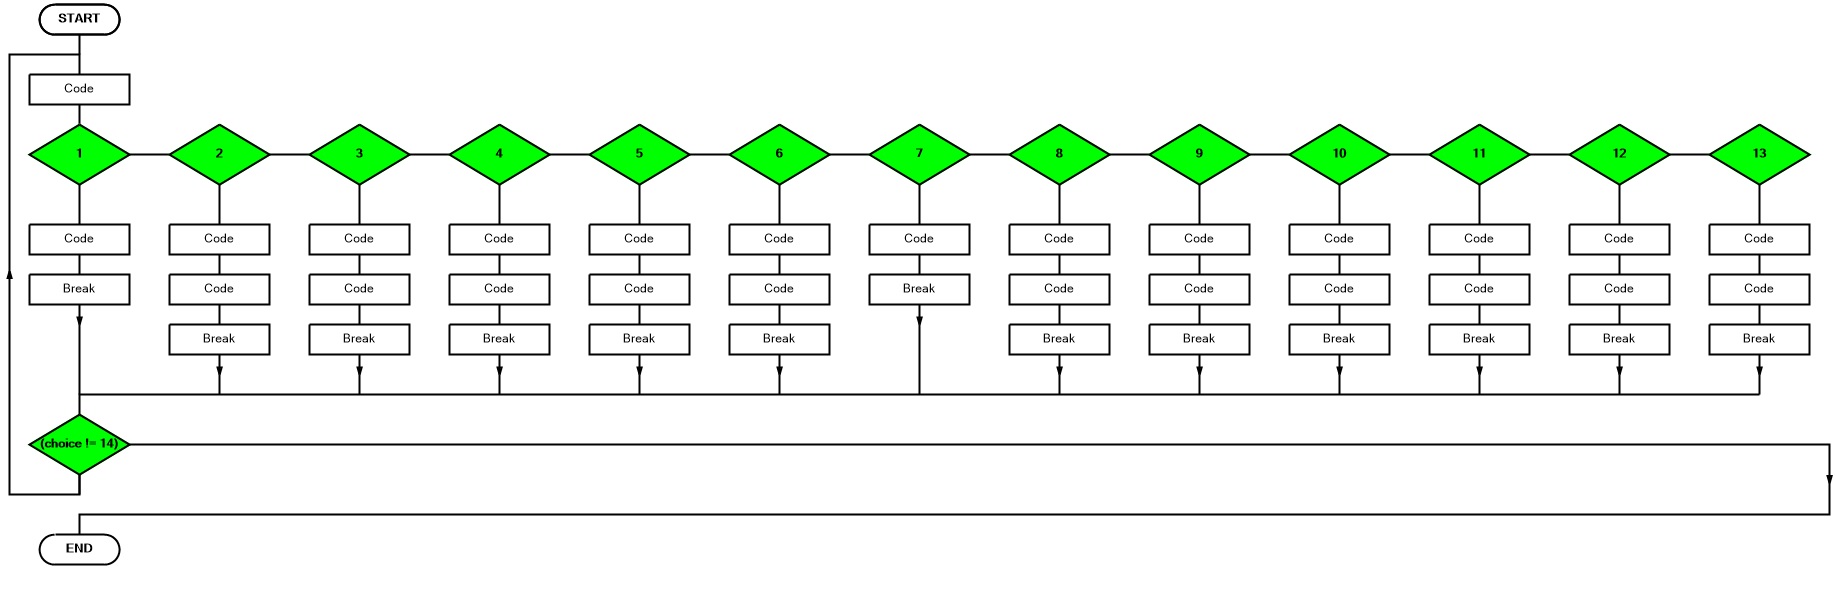 START
Code
1 2 3 4 5 6 7 8 9 10 11 12 13
Code Code Code Code Code Code Code Code Code Code Code Code Code
Break Code Code Code Code Code Break Code Code Code Code Code Code
Break Break Break Break Break Break Break Break Break Break Break
(choice != 14)
END